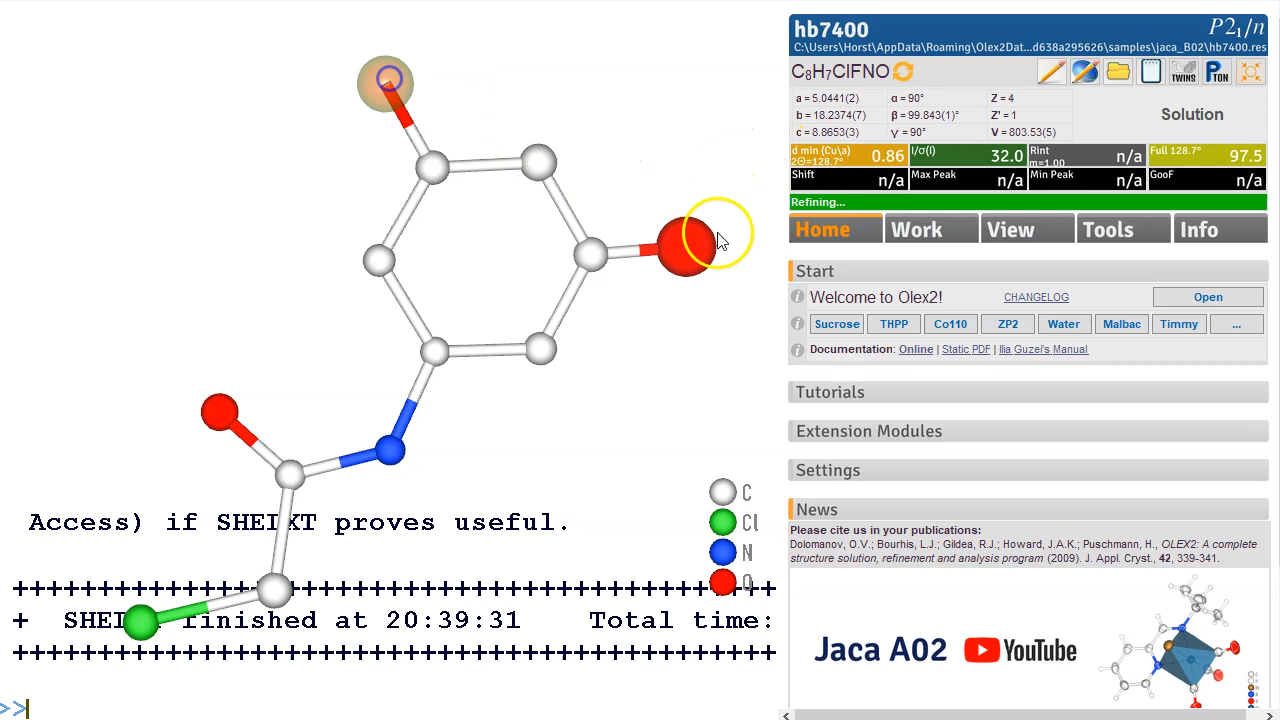 hb7400
P2₁/n
C:\Users\Horst\AppData\Roaming\Olex2Dat...d638a295626\samples\jaca_B02\hb7400.res
C₈H₇ClFNO
TWINS
PTON
a = 5.0441(2) α = 90° Z = 4
b = 18.2374(7) β = 99.843(1)° Z' = 1
c = 8.8653(3) γ = 90° V = 803.53(5)
Solution
d min (Cu\a)
2Θ=128.7°
0.86
I/σ(I)
32.0
Rint
m=1.00
n/a
Full 128.7°
97.5
Shift n/a
Max Peak n/a
Min Peak n/a
GooF n/a
Refining...
Home Work View Tools Info
Start
Welcome to Olex2! CHANGELOG Open
Sucrose THPP Co110 ZP2 Water Malbac Timmy ...
Documentation: Online | Static PDF | Ilia Guzei's Manual
Tutorials
Extension Modules
Settings
News
Please cite us in your publications:
Dolomanov, O.V.; Bourhis, L.J.; Gildea, R.J.; Howard, J.A.K.; Puschmann, H., OLEX2: A complete
structure solution, refinement and analysis program (2009). J. Appl. Cryst., 42, 339-341.
Jaca A02 YouTube
C
Cl
N
O
Access) if SHELXT proves useful.
++++++++++++++++++++++++++++++++++++++++++++
+ SHELXT finished at 20:39:31 Total time:
++++++++++++++++++++++++++++++++++++++++++++
>>